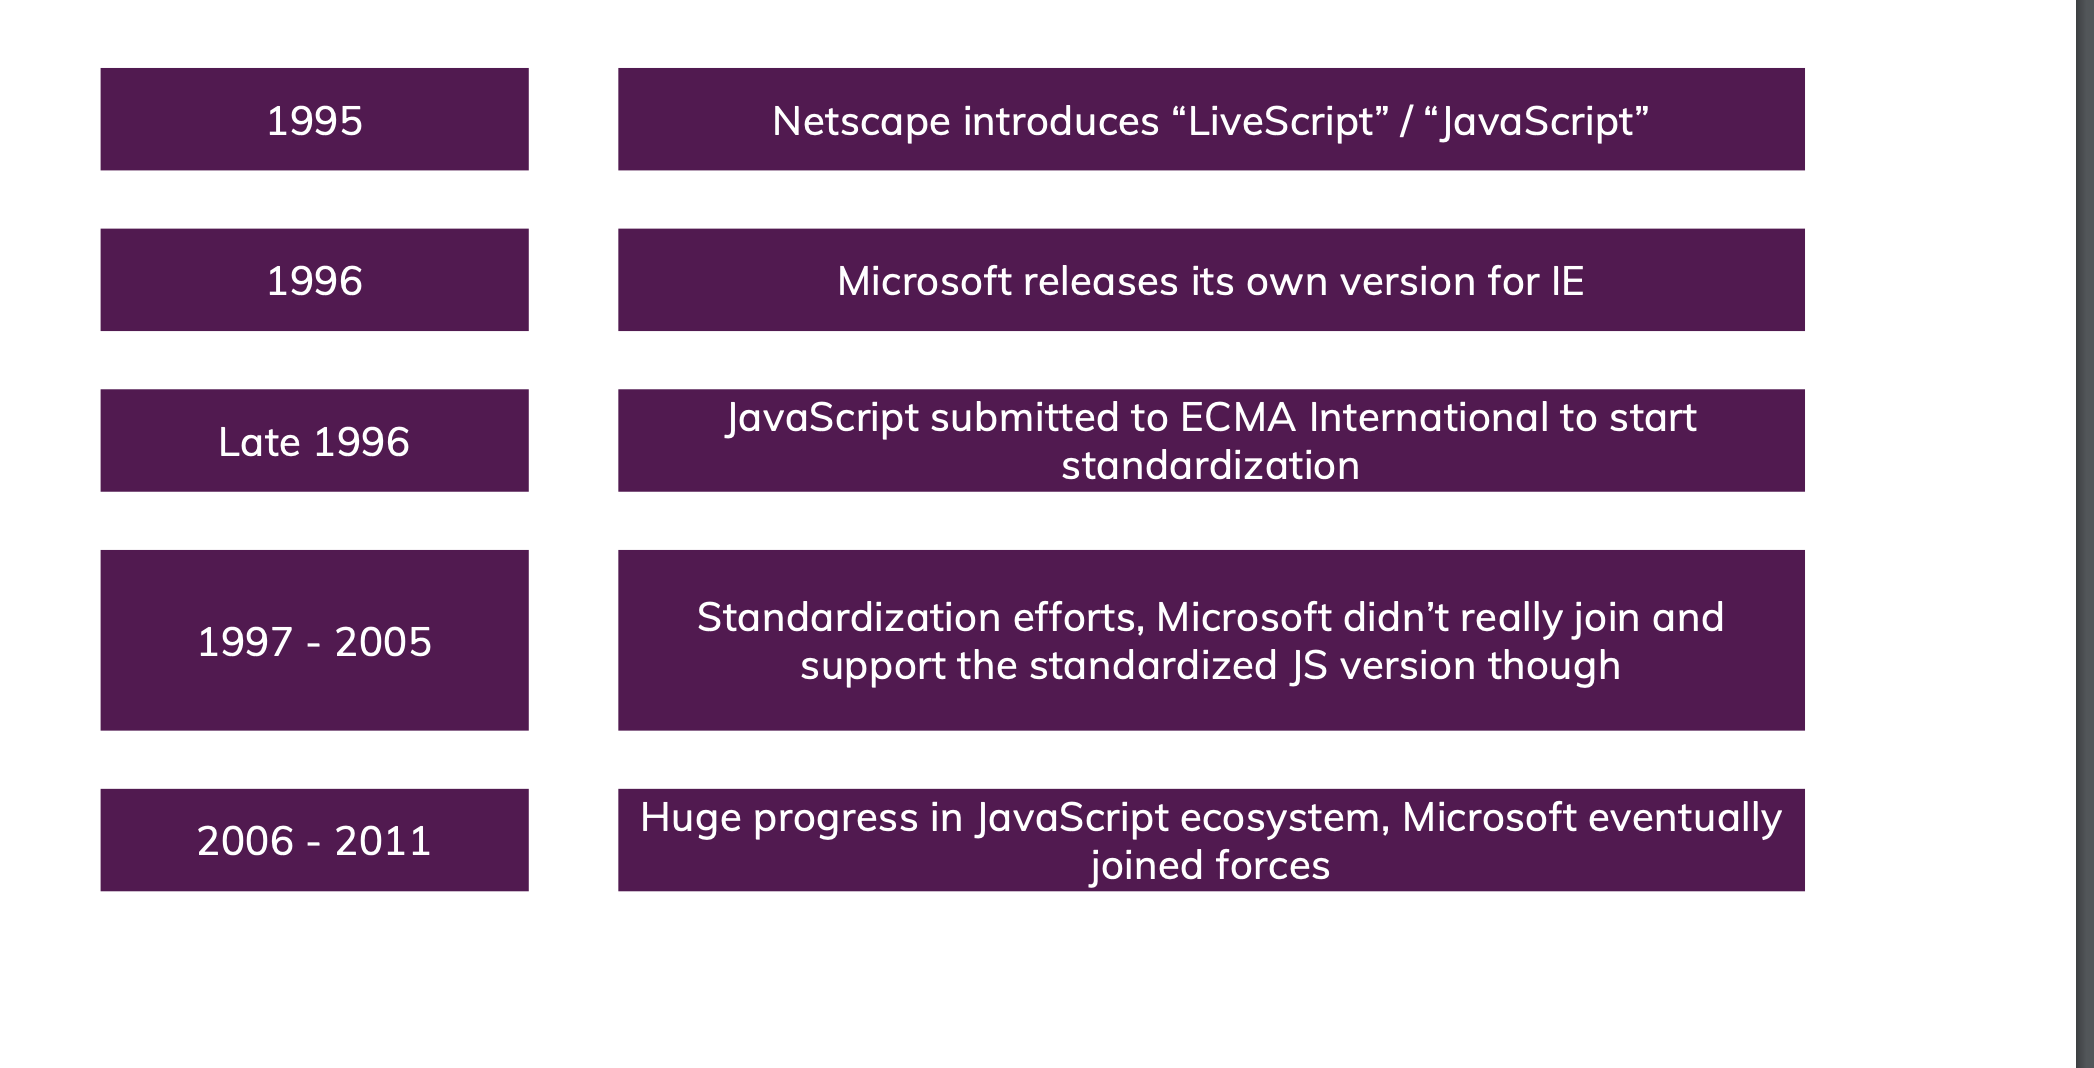 1995
Netscape introduces “LiveScript” / “JavaScript”
1996
Microsoft releases its own version for IE
Late 1996
JavaScript submitted to ECMA International to start
standardization
1997 - 2005
Standardization efforts, Microsoft didn’t really join and
support the standardized JS version though
2006 - 2011
Huge progress in JavaScript ecosystem, Microsoft eventually
joined forces